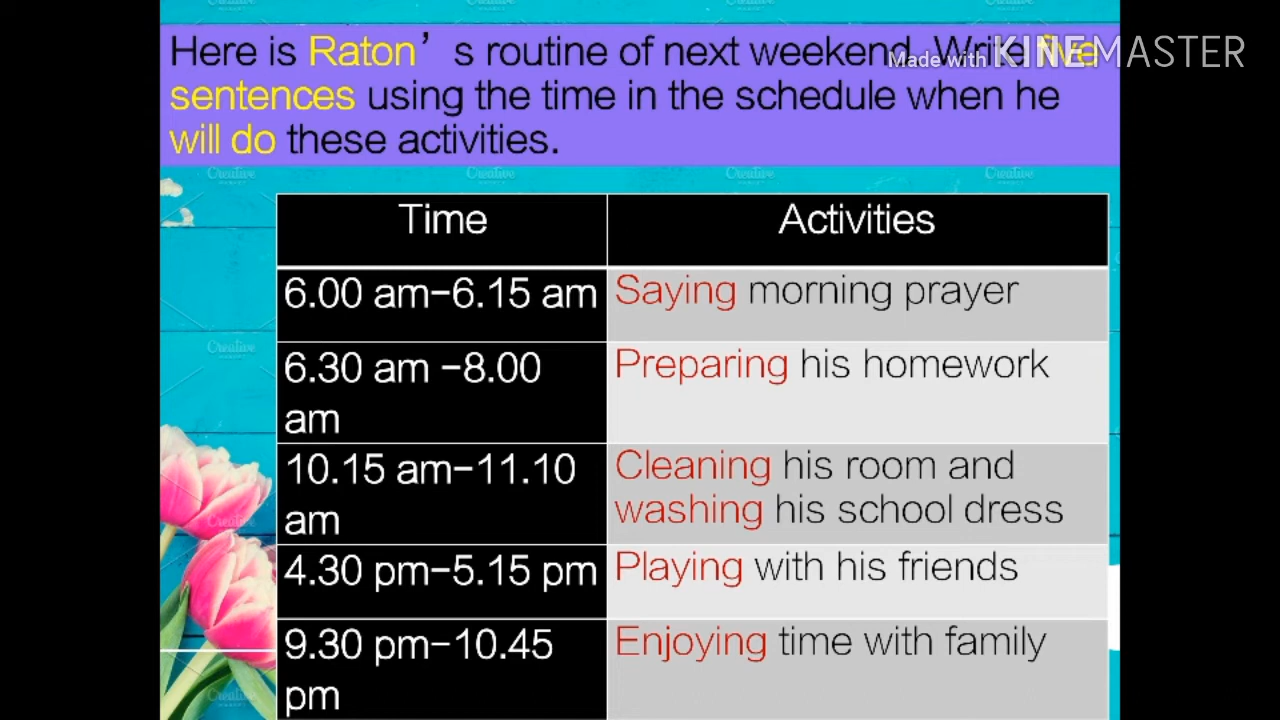 Here is Raton's routine of next weekend. Write five
Made with KINEMASTER
sentences using the time in the schedule when he
will do these activities.
Time Activities
6.00 am-6.15 am Saying morning prayer
6.30 am -8.00 Preparing his homework
am
10.15 am-11.10 Cleaning his room and
am washing his school dress
4.30 pm-5.15 pm Playing with his friends
9.30 pm-10.45 Enjoying time with family
pm